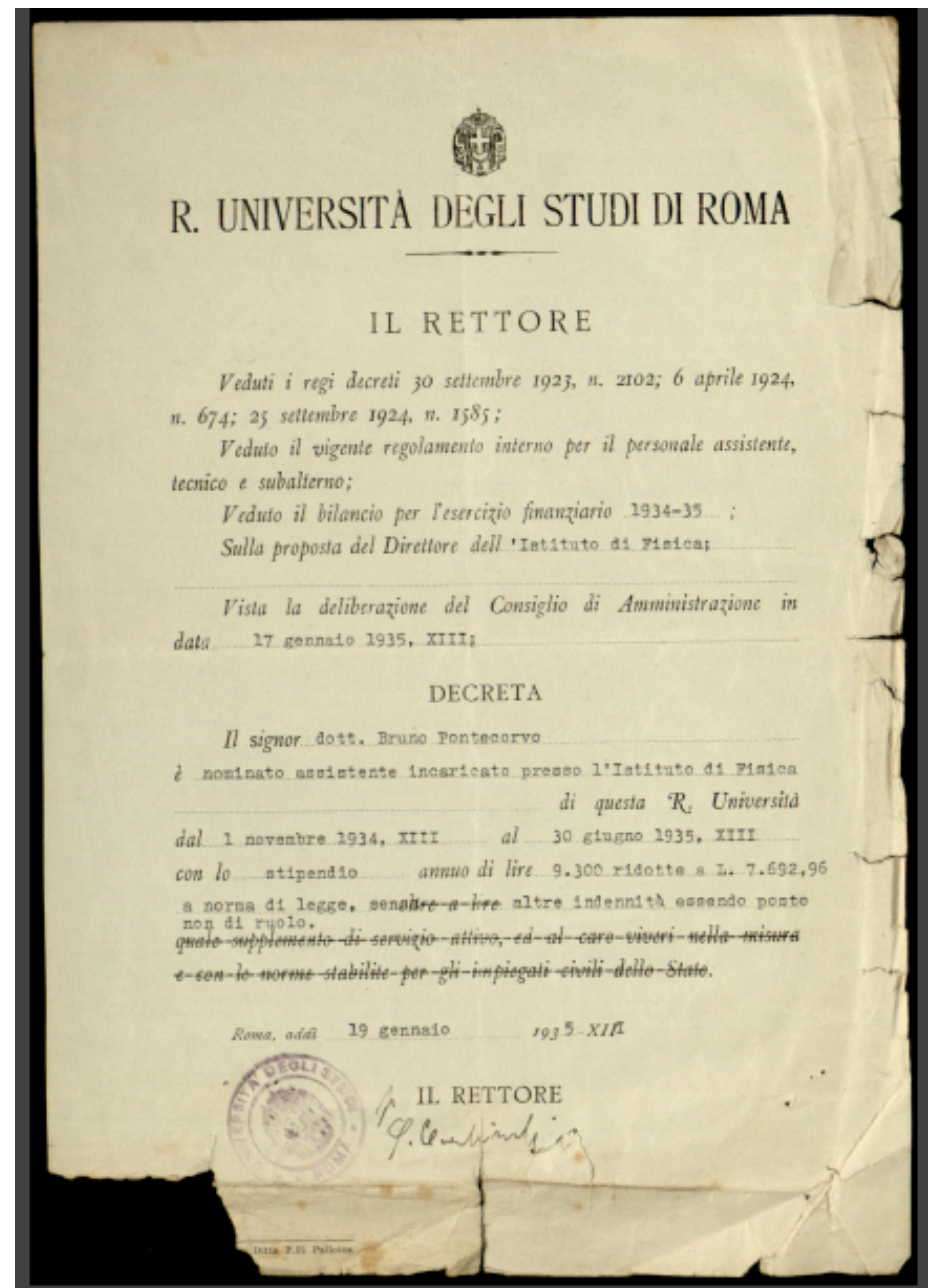 R. UNIVERSITÀ DEGLI STUDI DI ROMA
IL RETTORE
Veduti i regi decreti 30 settembre 1923, n. 2102; 6 aprile 1924,
n. 674; 25 settembre 1924, n. 1585;
Veduto il vigente regolamento interno per il personale assistente,
tecnico e subalterno;
Veduto il bilancio per l'esercizio finanziario 1934-35 ;
Sulla proposta del Direttore dell'Istituto di Fisica;
Vista la deliberazione del Consiglio di Amministrazione in
data 17 gennaio 1935, XIII;
DECRETA
Il signor dott. Bruno Pontecorvo
è nominato assistente incaricato presso l'Istituto di Fisica
di questa R. Università
dal 1 novembre 1934, XIII al 30 giugno 1935, XIII
con lo stipendio annuo di lire 9.300 ridotte a L. 7.692,96
a norma di legge, altre indennità essendo posto
non di ruolo.
quale supplemento di servizio attivo, ed al caro viveri nella misura
e con le norme stabilite per gli impiegati civili dello Stato.
Roma, addì 19 gennaio 1935-XIII
IL RETTORE
DEGLI